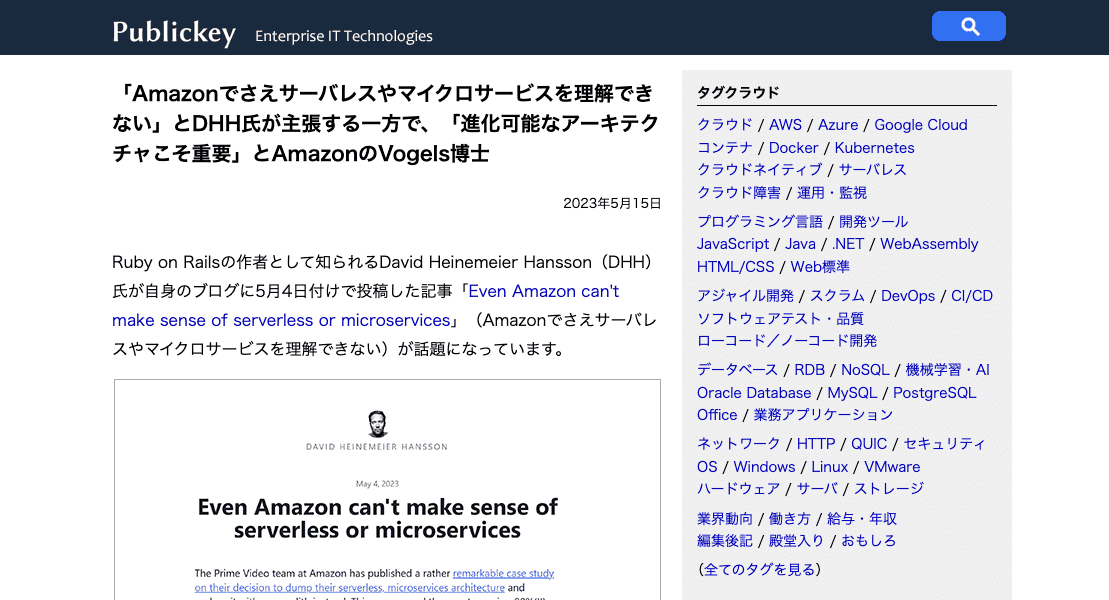 Publickey Enterprise IT Technologies
「Amazonでさえサーバレスやマイクロサービスを理解でき
ない」とDHH氏が主張する一方で、「進化可能なアーキテク
チャこそ重要」とAmazonのVogels博士
2023年5月15日
Ruby on Railsの作者として知られるDavid Heinemeier Hansson（DHH）
氏が自身のブログに5月4日付けで投稿した記事「Even Amazon can't
make sense of serverless or microservices」（Amazonでさえサーバレ
スやマイクロサービスを理解できない）が話題になっています。
DAVID HEINEMEIER HANSSON
May 4, 2023
Even Amazon can't make sense of
serverless or microservices
The Prime Video team at Amazon has published a rather remarkable case study
on their decision to dump their serverless, microservices architecture and
タグクラウド
クラウド / AWS / Azure / Google Cloud
コンテナ / Docker / Kubernetes
クラウドネイティブ / サーバレス
クラウド障害 / 運用・監視
プログラミング言語 / 開発ツール
JavaScript / Java / .NET / WebAssembly
HTML/CSS / Web標準
アジャイル開発 / スクラム / DevOps / CI/CD
ソフトウェアテスト・品質
ローコード／ノーコード開発
データベース / RDB / NoSQL / 機械学習・AI
Oracle Database / MySQL / PostgreSQL
Office / 業務アプリケーション
ネットワーク / HTTP / QUIC / セキュリティ
OS / Windows / Linux / VMware
ハードウェア / サーバ / ストレージ
業界動向 / 働き方 / 給与・年収
編集後記 / 殿堂入り / おもしろ
（全てのタグを見る）